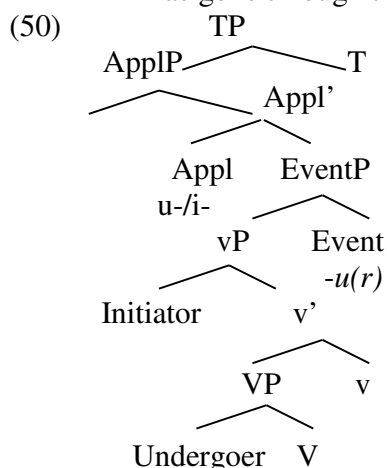 (50) TP
ApplP T
Appl’
Appl EventP
u-/i-
vP Event
-u(r)
Initiator v’
VP v
Undergoer V